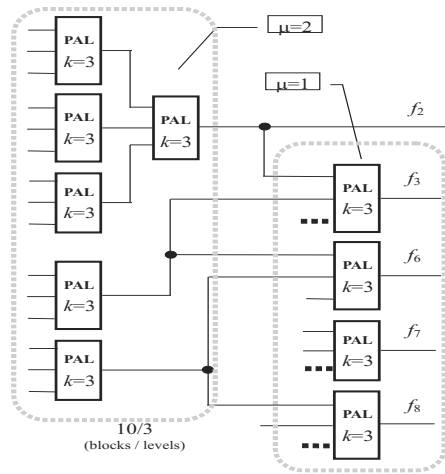 PAL
k=3
μ=2
PAL
k=3
PAL
k=3
μ=1
f2
PAL
k=3
PAL
k=3
f3
PAL
k=3
f6
PAL
k=3
PAL
k=3
f7
PAL
k=3
f8
PAL
k=3
10/3
(blocks / levels)